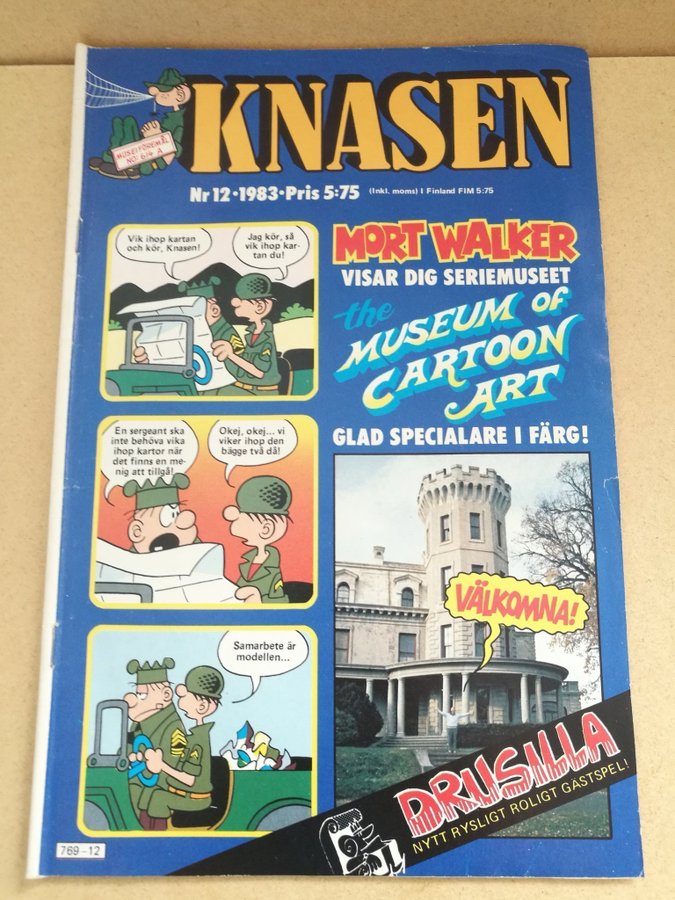 KNASEN
MUSEIFÖREMÅL
NO: 614 A
Nr 12·1983·Pris 5:75 (Inkl. moms) I Finland FIM 5:75
Vik ihop kartan
och kör, Knasen!
Jag kör, så
vik ihop kar-
tan du!
En sergeant ska
inte behöva vika
ihop kartor när
det finns en me-
nig att tillgå!
Okej, okej... vi
viker ihop den
bägge två då!
Samarbete är
modellen...
MORT WALKER
VISAR DIG SERIEMUSEET
the
MUSEUM OF
CARTOON
ART
GLAD SPECIALARE I FÄRG!
VÄLKOMNA!
DRUSILLA
NYTT RYSLIGT ROLIGT GÄSTSPEL!
769-12